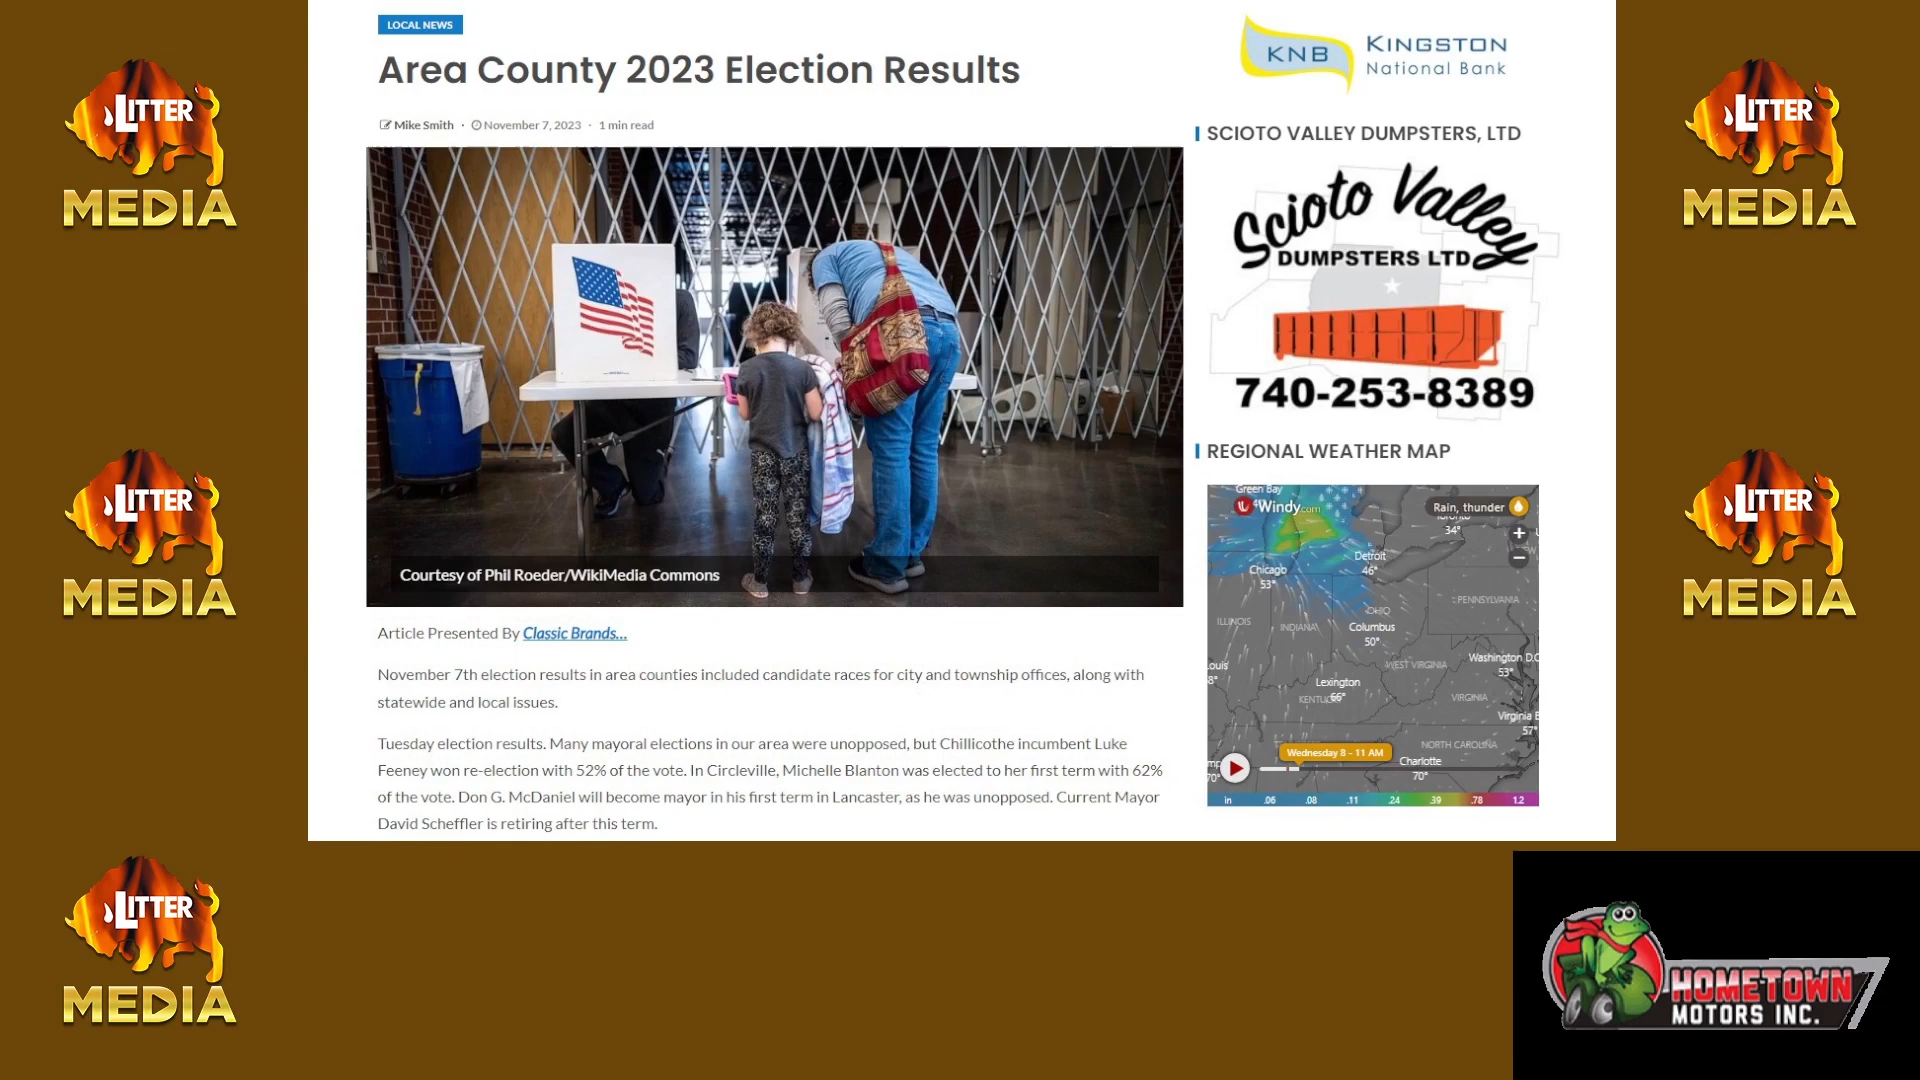 LOCAL NEWS
Area County 2023 Election Results
Mike Smith · November 7, 2023 · 1 min read
Courtesy of Phil Roeder/WikiMedia Commons
Article Presented By Classic Brands...
November 7th election results in area counties included candidate races for city and township offices, along with
statewide and local issues.
Tuesday election results. Many mayoral elections in our area were unopposed, but Chillicothe incumbent Luke
Feeney won re-election with 52% of the vote. In Circleville, Michelle Blanton was elected to her first term with 62%
of the vote. Don G. McDaniel will become mayor in his first term in Lancaster, as he was unopposed. Current Mayor
David Scheffler is retiring after this term.
KNB KINGSTON
National Bank
SCIOTO VALLEY DUMPSTERS, LTD
Scioto Valley
DUMPSTERS LTD
740-253-8389
REGIONAL WEATHER MAP
Green Bay
Windy.com
Rain, thunder
Toronto
34°
+
−
Detroit
46°
Chicago
53°
PENNSYLVANIA
OHIO
ILLINOIS
INDIANA
Columbus
50°
WEST VIRGINIA
Washington D.C
53°
Lexington
66°
KENTUC
VIRGINIA
Virginia B
57°
NORTH CAROLINA
Wednesday 8 - 11 AM
Charlotte
70°
70°
in .06 .08 .11 .24 .39 .78 1.2
LITTER
MEDIA
LITTER
MEDIA
LITTER
MEDIA
LITTER
MEDIA
LITTER
MEDIA
HOMETOWN
MOTORS INC.